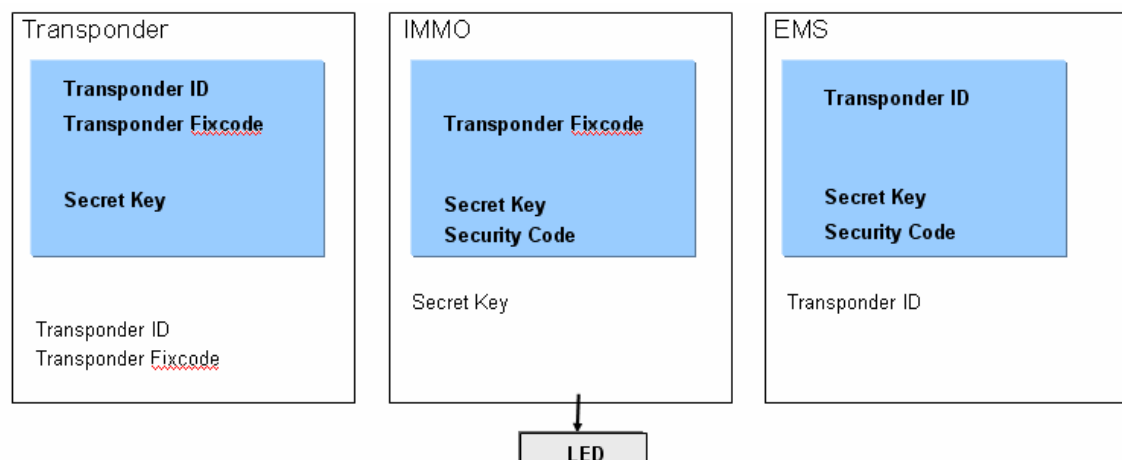 Transponder
Transponder ID
Transponder Fixcode
Secret Key
Transponder ID
Transponder Fixcode
IMMO
Transponder Fixcode
Secret Key
Security Code
Secret Key
EMS
Transponder ID
Secret Key
Security Code
Transponder ID
LED